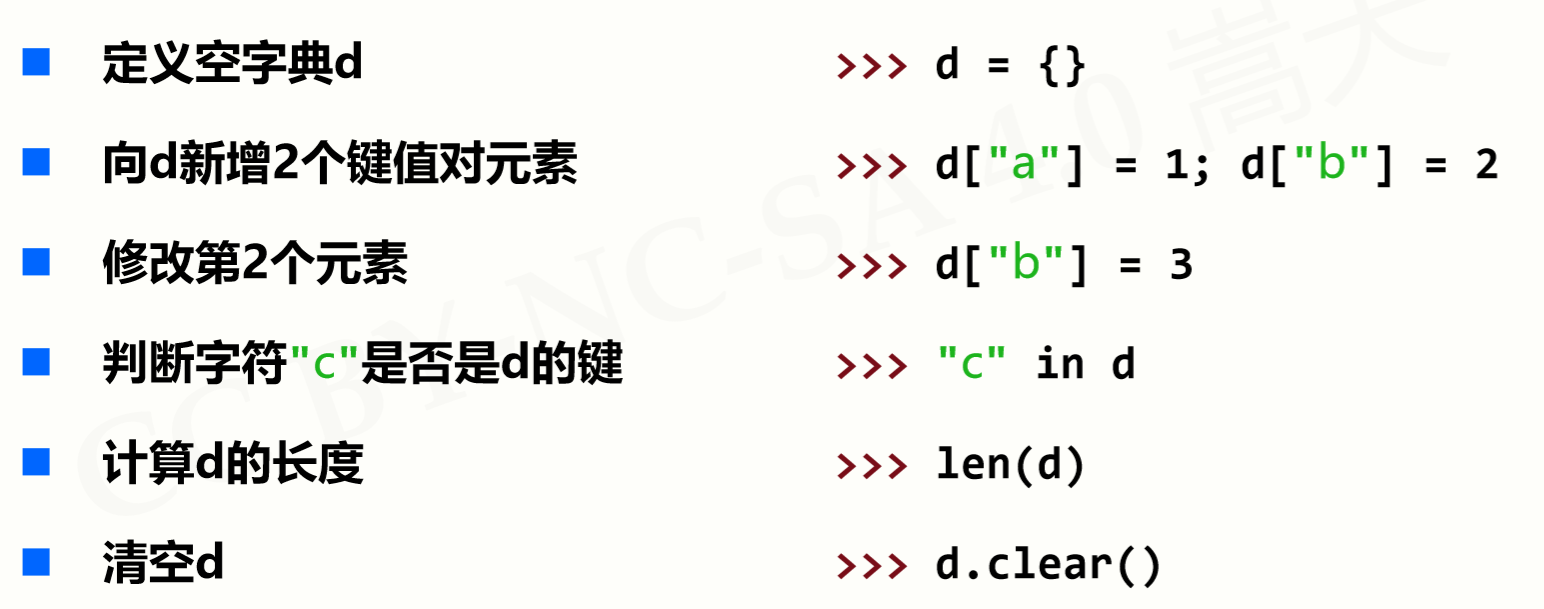 定义空字典d >>> d = {}
向d新增2个键值对元素 >>> d["a"] = 1; d["b"] = 2
修改第2个元素 >>> d["b"] = 3
判断字符"c"是否是d的键 >>> "c" in d
计算d的长度 >>> len(d)
清空d >>> d.clear()
CC BY-NC-SA 4.0 嵩天